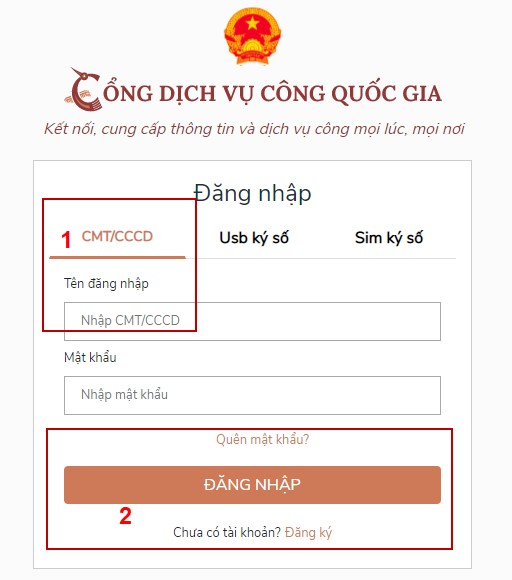 CỔNG DỊCH VỤ CÔNG QUỐC GIA
Kết nối, cung cấp thông tin và dịch vụ công mọi lúc, mọi nơi
Đăng nhập
1 CMT/CCCD Usb ký số Sim ký số
Tên đăng nhập
Nhập CMT/CCCD
Mật khẩu
Nhập mật khẩu
Quên mật khẩu?
ĐĂNG NHẬP
2
Chưa có tài khoản? Đăng ký